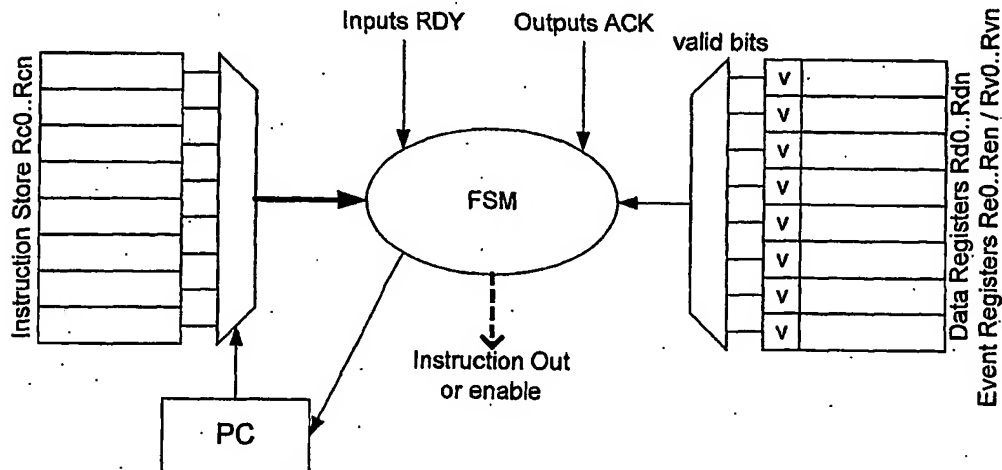 Inputs RDY
Outputs ACK
valid bits
Instruction Store Rc0..Rcn
FSM
v
v
v
v
v
v
v
v
Data Registers Rd0..Rdn
Event Registers Re0..Ren / Rv0..Rvn
Instruction Out
or enable
PC